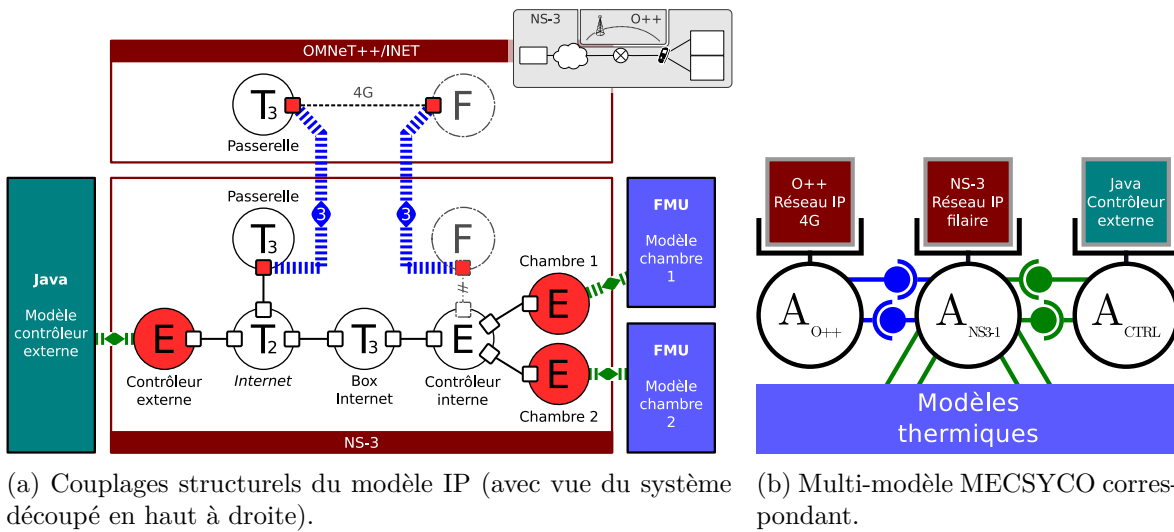 NS-3 O++
OMNeT++/INET
4G
T3 F
Passerelle
3 3
Passerelle
T3 F
Java
Modèle
contrôleur
externe
FMU
Modèle
chambre
1
Chambre 1
E
E T2 T3 E
Contrôleur
externe
Internet
Box
Internet
Contrôleur
interne
E
Chambre 2
FMU
Modèle
chambre
2
NS-3
(a) Couplages structurels du modèle IP (avec vue du système
découpé en haut à droite).
O++
Réseau IP
4G
NS-3
Réseau IP
filaire
Java
Contrôleur
externe
A O++ A NS3-1 A CTRL
Modèles
thermiques
(b) Multi-modèle MECSYCO corres-
pondant.